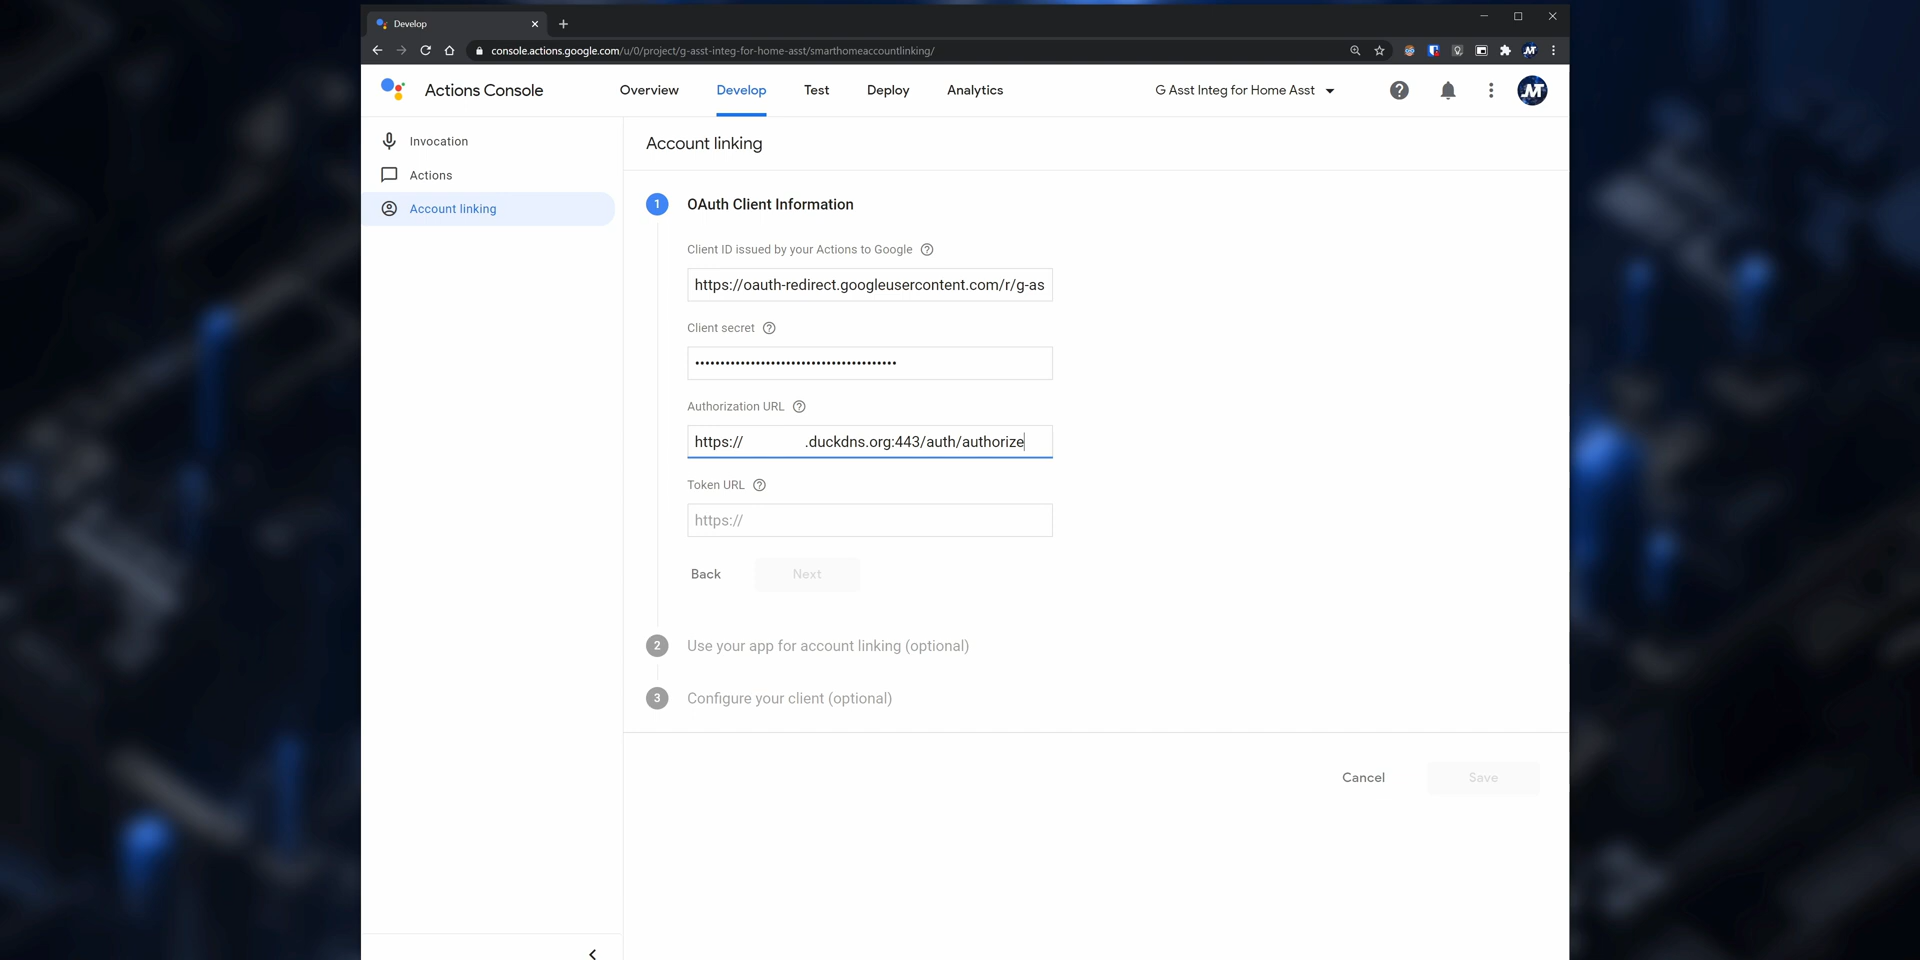 Develop
console.actions.google.com/u/0/project/g-asst-integ-for-home-asst/smarthomeaccountlinking/
Actions Console
Overview
Develop
Test
Deploy
Analytics
G Asst Integ for Home Asst
Invocation
Actions
Account linking
Account linking
1 OAuth Client Information
Client ID issued by your Actions to Google
https://oauth-redirect.googleusercontent.com/r/g-as
Client secret
••••••••••••••••••••••••••••••••••••••••
Authorization URL
https:// .duckdns.org:443/auth/authorize
Token URL
https://
Back
Next
2 Use your app for account linking (optional)
3 Configure your client (optional)
Cancel
Save